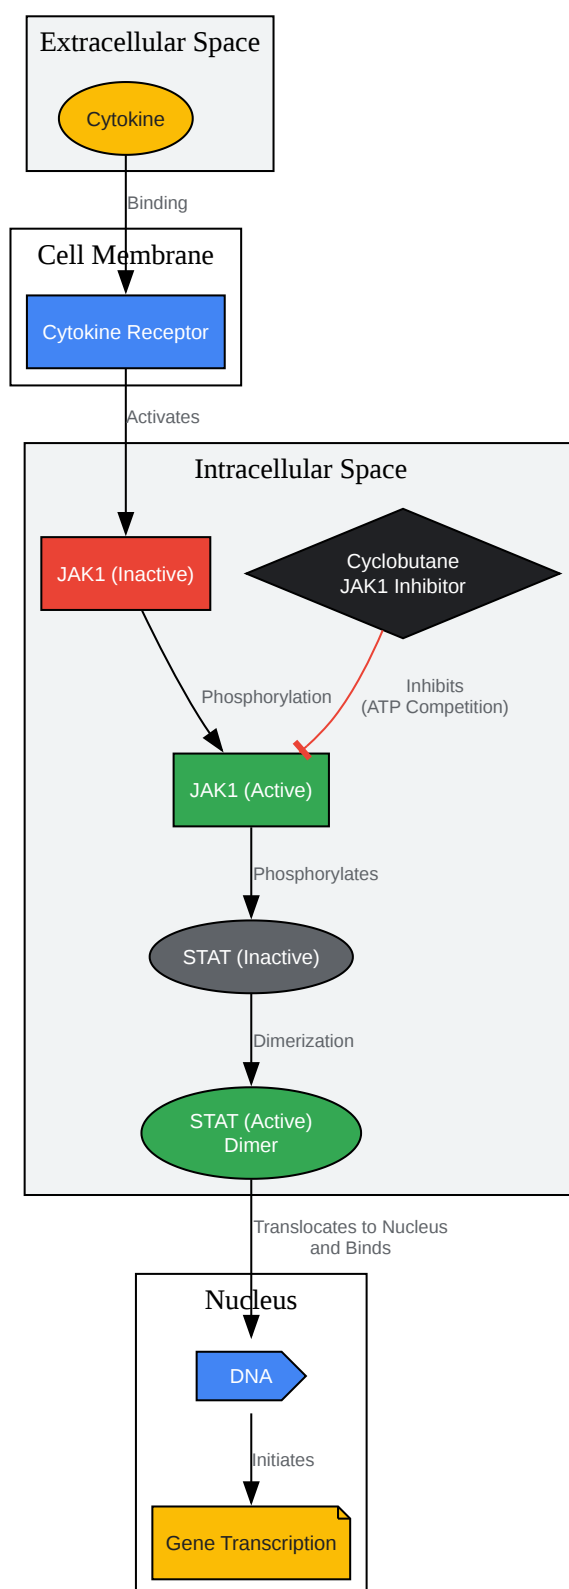 Extracellular Space
Cytokine
Binding
Cell Membrane
Cytokine Receptor
Activates
Intracellular Space
JAK1 (Inactive)
Cyclobutane
JAK1 Inhibitor
Phosphorylation
Inhibits
(ATP Competition)
JAK1 (Active)
Phosphorylates
STAT (Inactive)
Dimerization
STAT (Active)
Dimer
Translocates to Nucleus
and Binds
Nucleus
DNA
Initiates
Gene Transcription